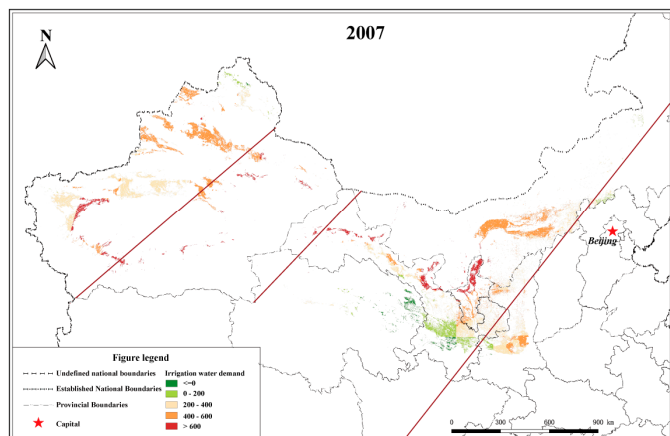 2007
N
Beijing
Figure legend
Undefined national boundaries
Established National Boundaries
Provincial Boundaries
Capital
Irrigation water demand
<=0
0 - 200
200 - 400
400 - 600
> 600
0 300 600 900 km